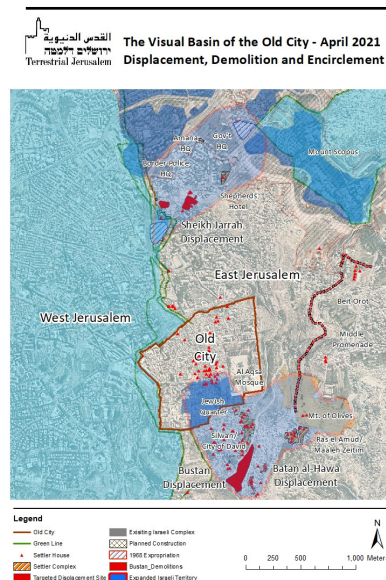 القدس الدنيوية
ירושלים דלמטה
Terrestrial Jerusalem
The Visual Basin of the Old City - April 2021
Displacement, Demolition and Encirclement
Amana
HQ
Gov't
HQ
Border Police
HQ
Mount Scopus
Shepherds
Hotel
Sheikh Jarrah
Displacement
East Jerusalem
West Jerusalem
Beit Orot
Middle
Promenade
Old
City
Al Aqsa
Mosque
Jewish
Quarter
Mt. of Olives
Silwan/
City of David
Ras el Amud/
Maaleh Zeitim
Bustan
Displacement
Batan al-Hawa
Displacement
Legend
Old City
Green Line
Settler House
Settler Complex
Targeted Displacement Site
Existing Israeli Complex
Planned Construction
1968 Expropriation
Bustan_Demolitions
Expanded Israeli Territory
N
0 250 500 1,000 Meters